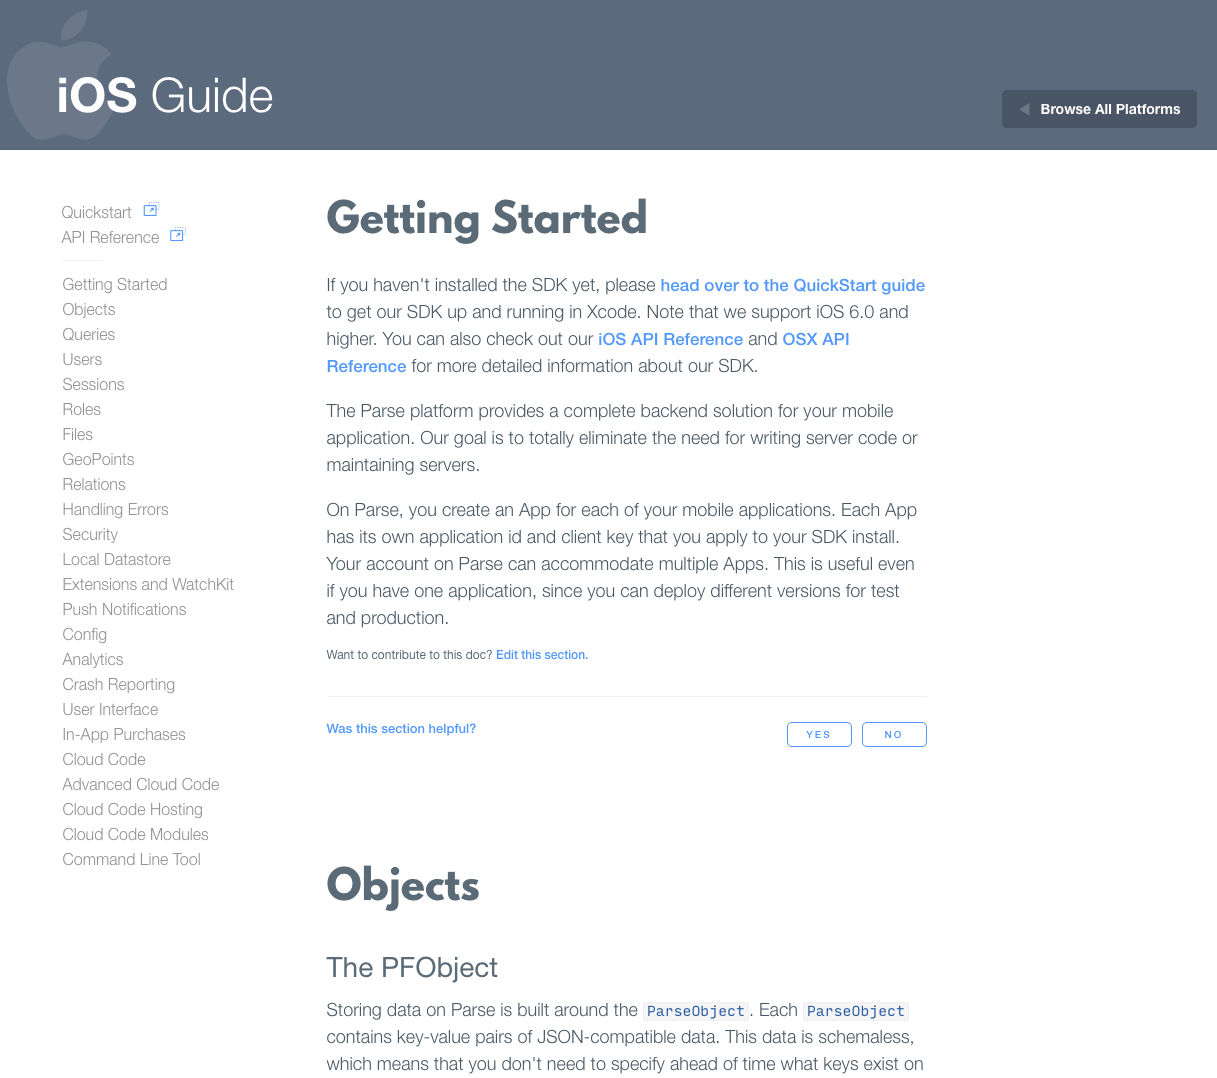 iOS Guide
Browse All Platforms
Quickstart
API Reference
Getting Started
Objects
Queries
Users
Sessions
Roles
Files
GeoPoints
Relations
Handling Errors
Security
Local Datastore
Extensions and WatchKit
Push Notifications
Config
Analytics
Crash Reporting
User Interface
In-App Purchases
Cloud Code
Advanced Cloud Code
Cloud Code Hosting
Cloud Code Modules
Command Line Tool
Getting Started
If you haven't installed the SDK yet, please head over to the QuickStart guide
to get our SDK up and running in Xcode. Note that we support iOS 6.0 and
higher. You can also check out our iOS API Reference and OSX API
Reference for more detailed information about our SDK.
The Parse platform provides a complete backend solution for your mobile
application. Our goal is to totally eliminate the need for writing server code or
maintaining servers.
On Parse, you create an App for each of your mobile applications. Each App
has its own application id and client key that you apply to your SDK install.
Your account on Parse can accommodate multiple Apps. This is useful even
if you have one application, since you can deploy different versions for test
and production.
Want to contribute to this doc? Edit this section.
Was this section helpful?
YES
NO
Objects
The PFObject
Storing data on Parse is built around the ParseObject. Each ParseObject
contains key-value pairs of JSON-compatible data. This data is schemaless,
which means that you don't need to specify ahead of time what keys exist on